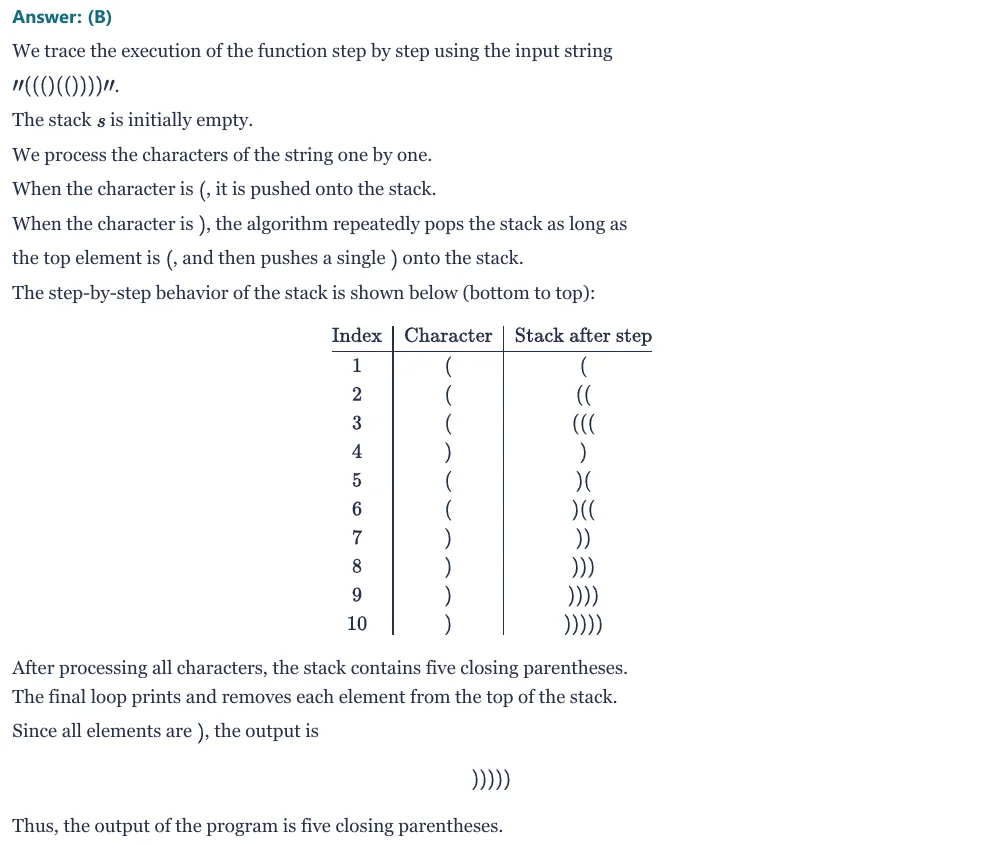 Answer: (B)
We trace the execution of the function step by step using the input string
"((()(())))".
The stack s is initially empty.
We process the characters of the string one by one.
When the character is (, it is pushed onto the stack.
When the character is ), the algorithm repeatedly pops the stack as long as
the top element is (, and then pushes a single ) onto the stack.
The step-by-step behavior of the stack is shown below (bottom to top):
Index Character Stack after step
1 ( (
2 ( ((
3 ( (((
4 ) )
5 ( )(
6 ( )((
7 ) ))
8 ) )))
9 ) ))))
10 ) )))))
After processing all characters, the stack contains five closing parentheses.
The final loop prints and removes each element from the top of the stack.
Since all elements are ), the output is
)))))
Thus, the output of the program is five closing parentheses.